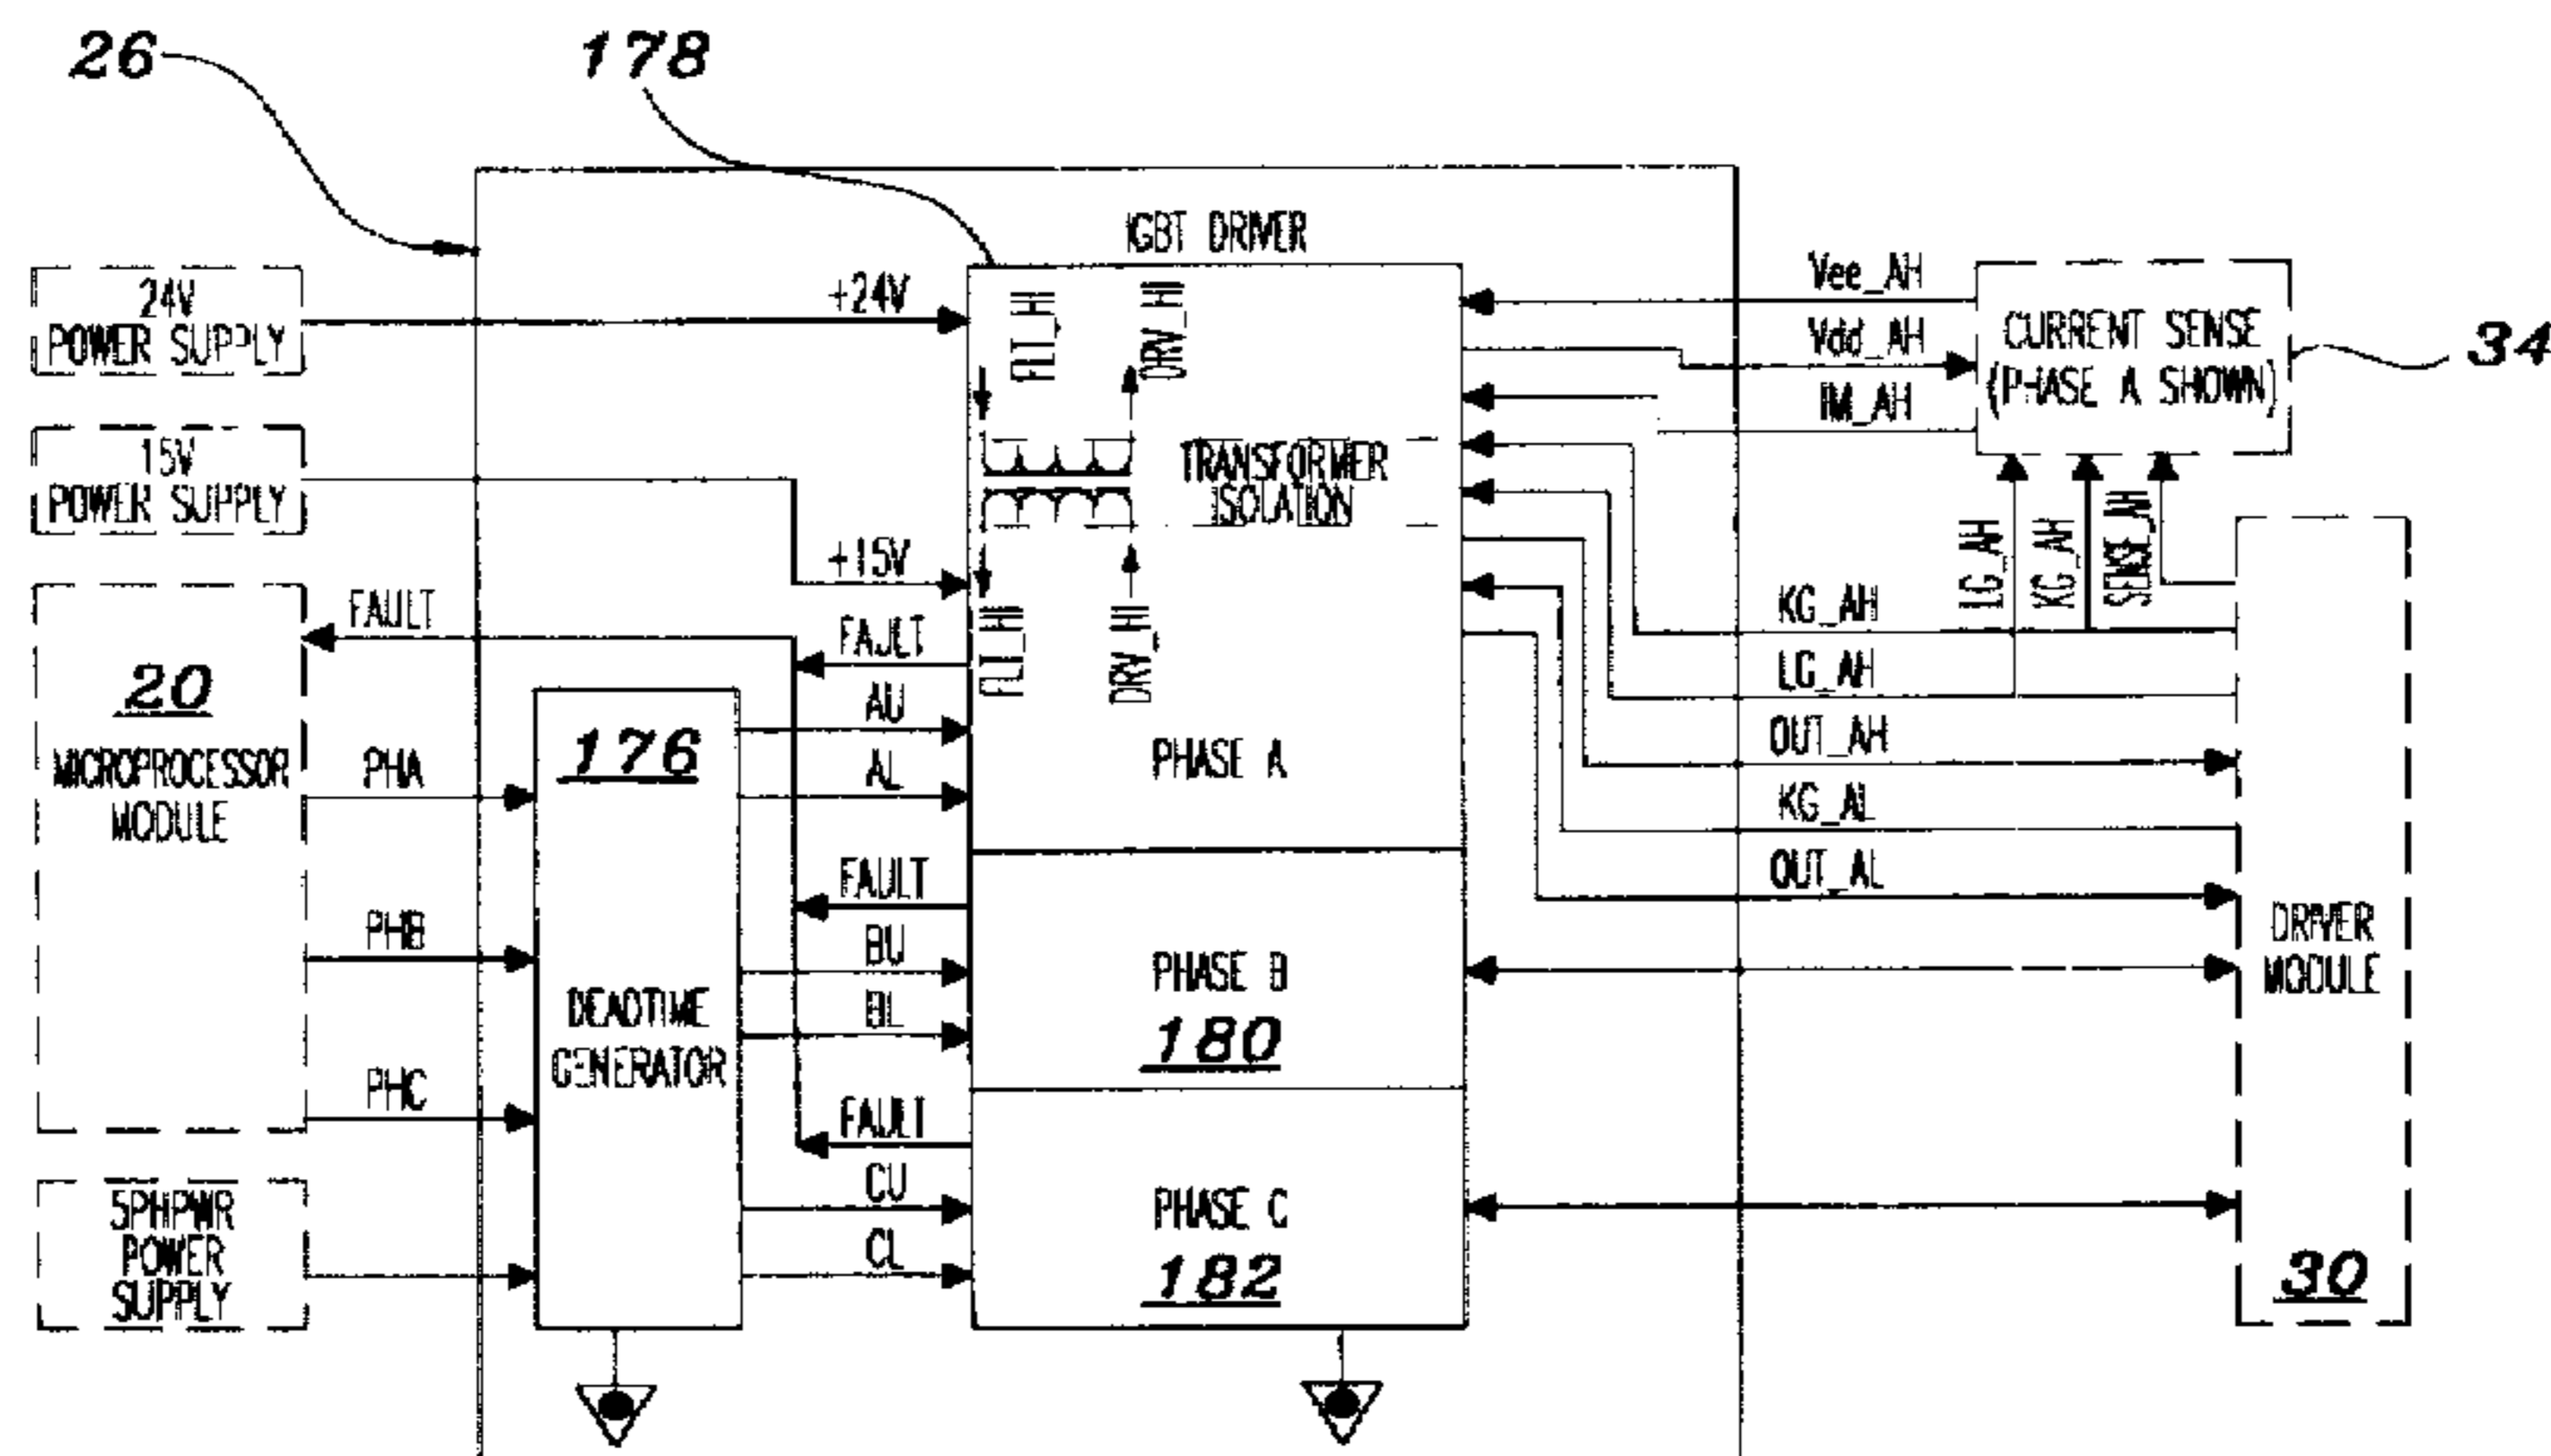 26
178
IGBT DRIVER
24V
POWER SUPPLY
+24V
FLT_HI
DRV_HI
Vee_AH
Vdd_AH
IM_AH
CURRENT SENSE
(PHASE A SHOWN)
34
15V
POWER SUPPLY
+15V
TRANSFORMER
ISOLATION
FLT_HI
DRV_HI
LG_AH
KG_AH
SENSE_AH
FAULT
FAULT
20
MICROPROCESSOR
MODULE
PHA
PHB
PHC
176
DEADTIME
GENERATOR
AU
AL
PHASE A
FAULT
BU
BL
PHASE B
180
FAULT
CU
CL
PHASE C
182
KG_AH
LG_AH
OUT_AH
KG_AL
OUT_AL
DRIVER
MODULE
30
5PHPWR
POWER
SUPPLY